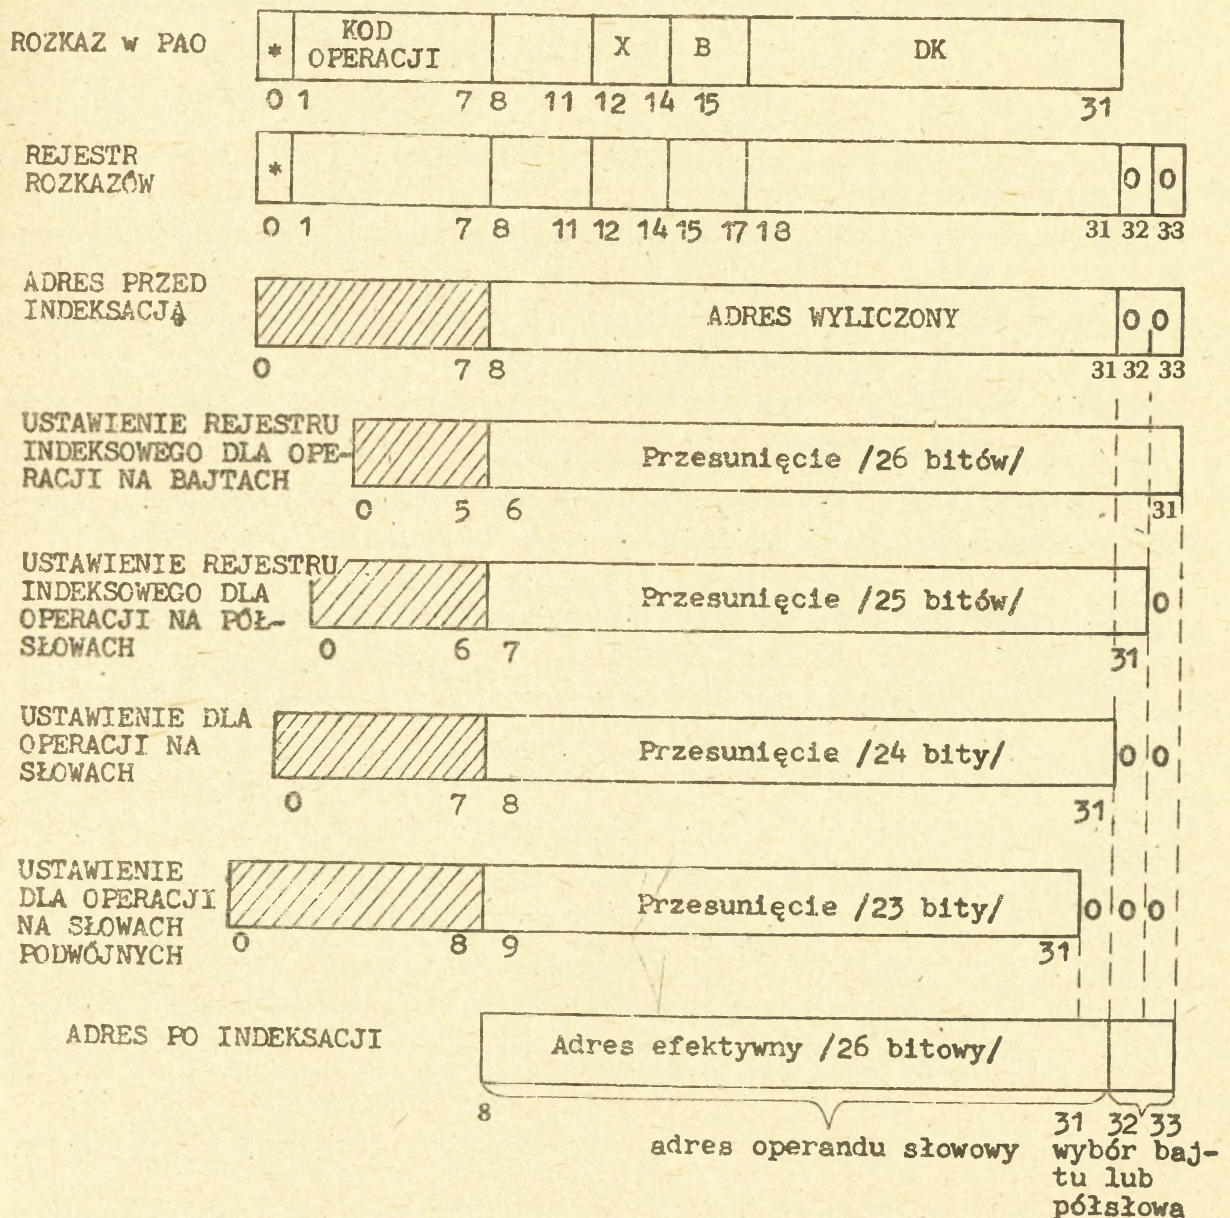 ROZKAZ w PAO * KOD OPERACJI X B DK
0 1 7 8 11 12 14 15 31
REJESTR
ROZKAZÓW * 0 0
0 1 7 8 11 12 14 15 17 18 31 32 33
ADRES PRZED
INDEKSACJĄ ADRES WYLICZONY 0 0
0 7 8 31 32 33
USTAWIENIE REJESTRU
INDEKSOWEGO DLA OPE-
RACJI NA BAJTACH
Przesunięcie /26 bitów/
0 5 6 31
USTAWIENIE REJESTRU
INDEKSOWEGO DLA
OPERACJI NA PÓŁ-
SŁOWACH
Przesunięcie /25 bitów/ 0
0 6 7 31
USTAWIENIE DLA
OPERACJI NA
SŁOWACH
Przesunięcie /24 bity/ 0 0
0 7 8 31
USTAWIENIE
DLA OPERACJI
NA SŁOWACH
PODWÓJNYCH
Przesunięcie /23 bity/ 0 0 0
0 8 9 31
ADRES PO INDEKSACJI Adres efektywny /26 bitowy/
8 31 32 33
adres operandu słowowy
wybór baj-
tu lub
półsłowa